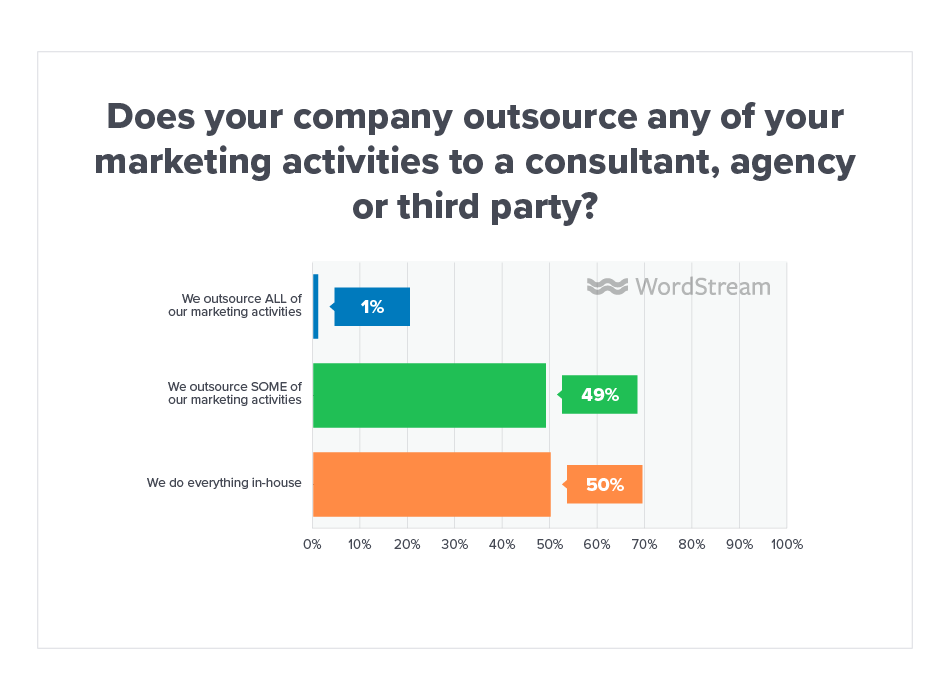 Does your company outsource any of your
marketing activities to a consultant, agency
or third party?
WordStream
We outsource ALL of
our marketing activities
1%
We outsource SOME of
our marketing activities
49%
We do everything in-house
50%
0% 10% 20% 30% 40% 50% 60% 70% 80% 90% 100%